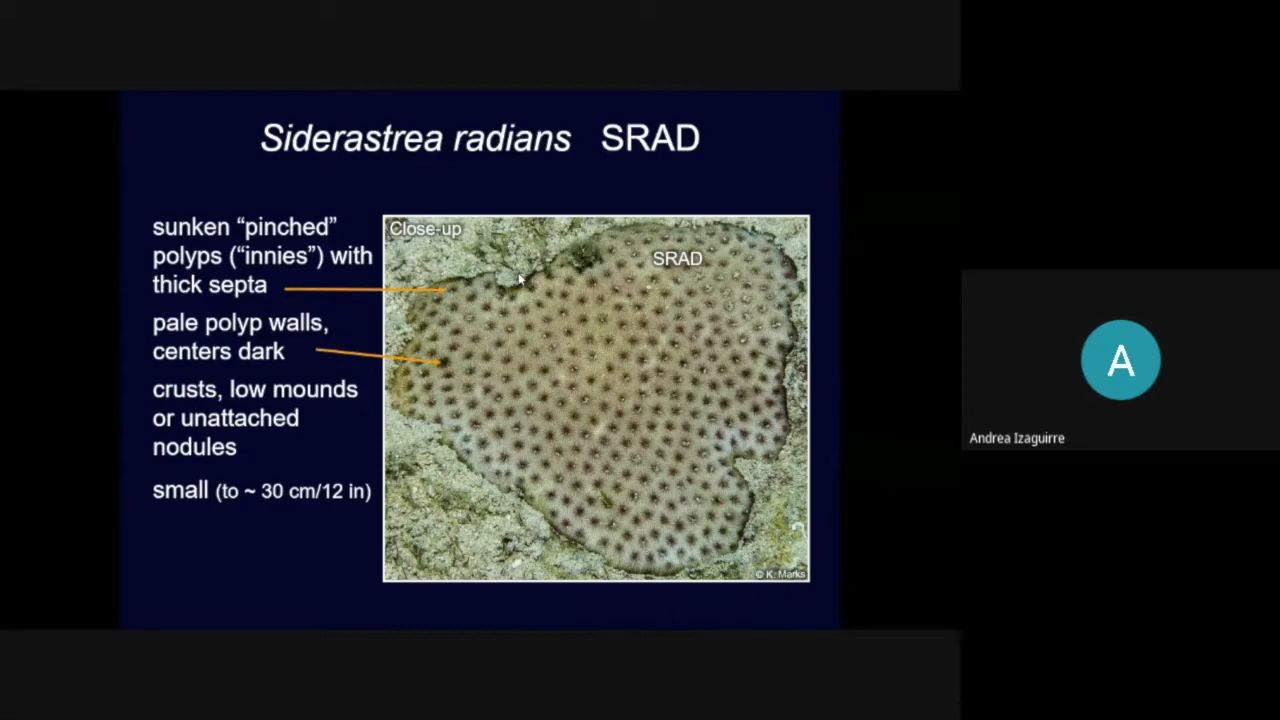 Siderastrea radians SRAD
sunken “pinched”
polyps (“innies”) with
thick septa
pale polyp walls,
centers dark
crusts, low mounds
or unattached
nodules
small (to ~ 30 cm/12 in)
Close-up
SRAD
© K. Marks
A
Andrea Izaguirre